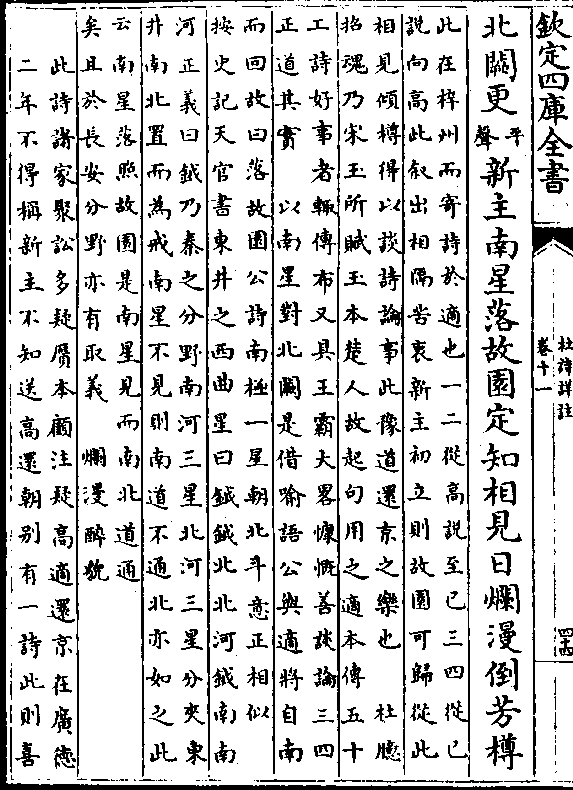 欽定四庫全書
杜詩詳註
卷十一
四十四
北闕更平聲新主南星落故園定知相見日爛漫倒芳樽
此在梓州而寄詩於適也一二從高說至已三四從已
說向高此叙出相隔苦衷新主初立則故園可歸從此
相見傾樽得以談詩論事此豫道還京之樂也　杜臆
招魂乃宋玉所賦玉本楚人故起句用之適本傳五十
工詩好事者輒傳布又具王霸大畧慷慨善談論三四
正道其實　以南星對北闕是借喻語公與適將自南
而回故曰落故園公詩南極一星朝北斗意正相似
按史記天官書東井之西曲星曰鉞鉞北北河鉞南南
河正義曰鉞乃秦之分野南河三星北河三星分夾東
井南北置而為戒南星不見則南道不通北亦如之此
云南星落照故園是南星見而南北道通
矣且於長安分野亦有取義　爛漫醉貌
此詩諸家聚訟多疑贋本顧注疑高適還京在廣德
二年不得稱新主不知送高還朝别有一詩此則喜